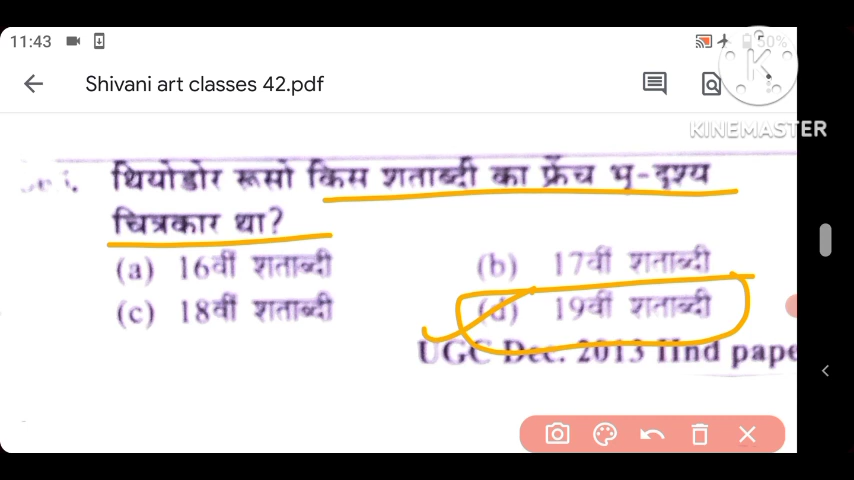 11:43
50%
Shivani art classes 42.pdf
KINEMASTER
थियोडोर रूसो किस शताब्दी का फ्रेंच भू-दृश्य
चित्रकार था?
(a) 16वीं शताब्दी (b) 17वीं शताब्दी
(c) 18वीं शताब्दी (d) 19वीं शताब्दी
UGC Dec. 2013 IInd pape